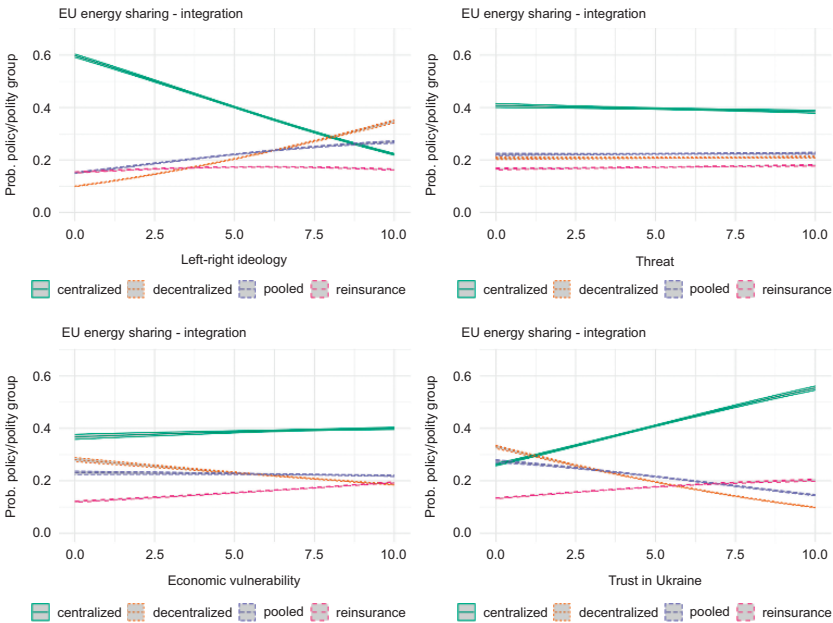 EU energy sharing - integration
Prob. policy/polity group
0.6
0.4
0.2
0.0
0.0 2.5 5.0 7.5 10.0
Left-right ideology
centralized decentralized pooled reinsurance
EU energy sharing - integration
Prob. policy/polity group
0.6
0.4
0.2
0.0
0.0 2.5 5.0 7.5 10.0
Threat
centralized decentralized pooled reinsurance
EU energy sharing - integration
Prob. policy/polity group
0.6
0.4
0.2
0.0
0.0 2.5 5.0 7.5 10.0
Economic vulnerability
centralized decentralized pooled reinsurance
EU energy sharing - integration
Prob. policy/polity group
0.6
0.4
0.2
0.0
0.0 2.5 5.0 7.5 10.0
Trust in Ukraine
centralized decentralized pooled reinsurance